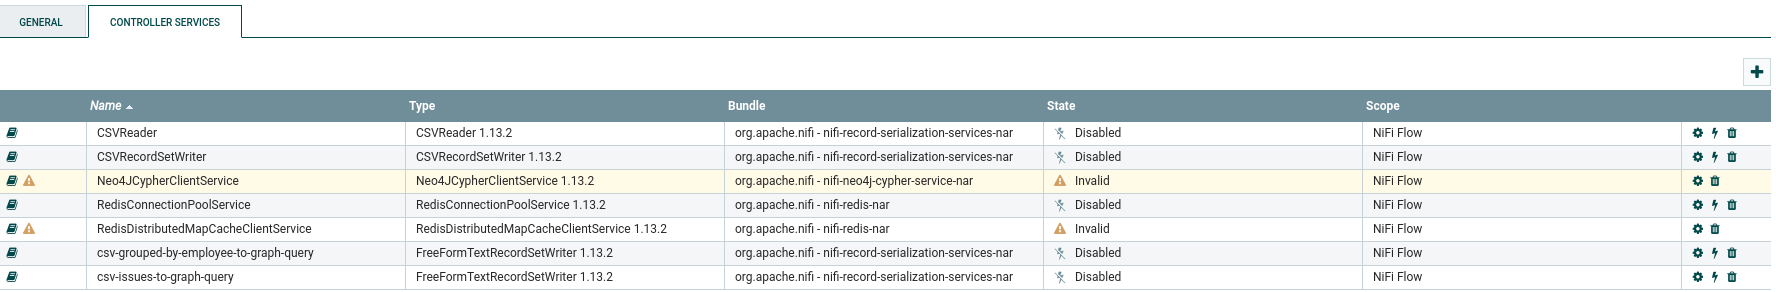 GENERAL CONTROLLER SERVICES
Name Type Bundle State Scope
CSVReader CSVReader 1.13.2 org.apache.nifi - nifi-record-serialization-services-nar Disabled NiFi Flow
CSVRecordSetWriter CSVRecordSetWriter 1.13.2 org.apache.nifi - nifi-record-serialization-services-nar Disabled NiFi Flow
Neo4JCypherClientService Neo4JCypherClientService 1.13.2 org.apache.nifi - nifi-neo4j-cypher-service-nar Invalid NiFi Flow
RedisConnectionPoolService RedisConnectionPoolService 1.13.2 org.apache.nifi - nifi-redis-nar Disabled NiFi Flow
RedisDistributedMapCacheClientService RedisDistributedMapCacheClientService 1.13.2 org.apache.nifi - nifi-redis-nar Invalid NiFi Flow
csv-grouped-by-employee-to-graph-query FreeFormTextRecordSetWriter 1.13.2 org.apache.nifi - nifi-record-serialization-services-nar Disabled NiFi Flow
csv-issues-to-graph-query FreeFormTextRecordSetWriter 1.13.2 org.apache.nifi - nifi-record-serialization-services-nar Disabled NiFi Flow